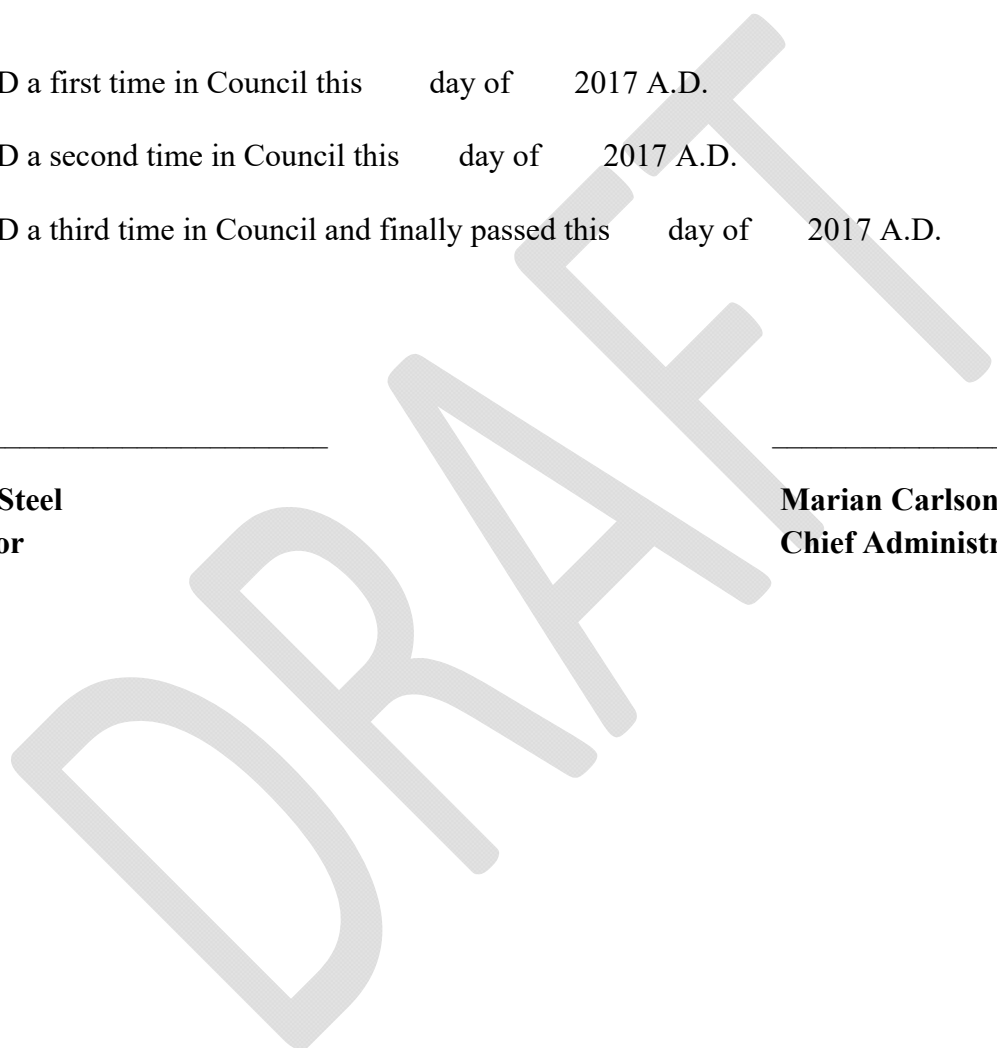 D a first time in Council this day of 2017 A.D.
D a second time in Council this day of 2017 A.D.
D a third time in Council and finally passed this day of 2017 A.D.
Steel Marian Carlson
or Chief Administr
DRAFT